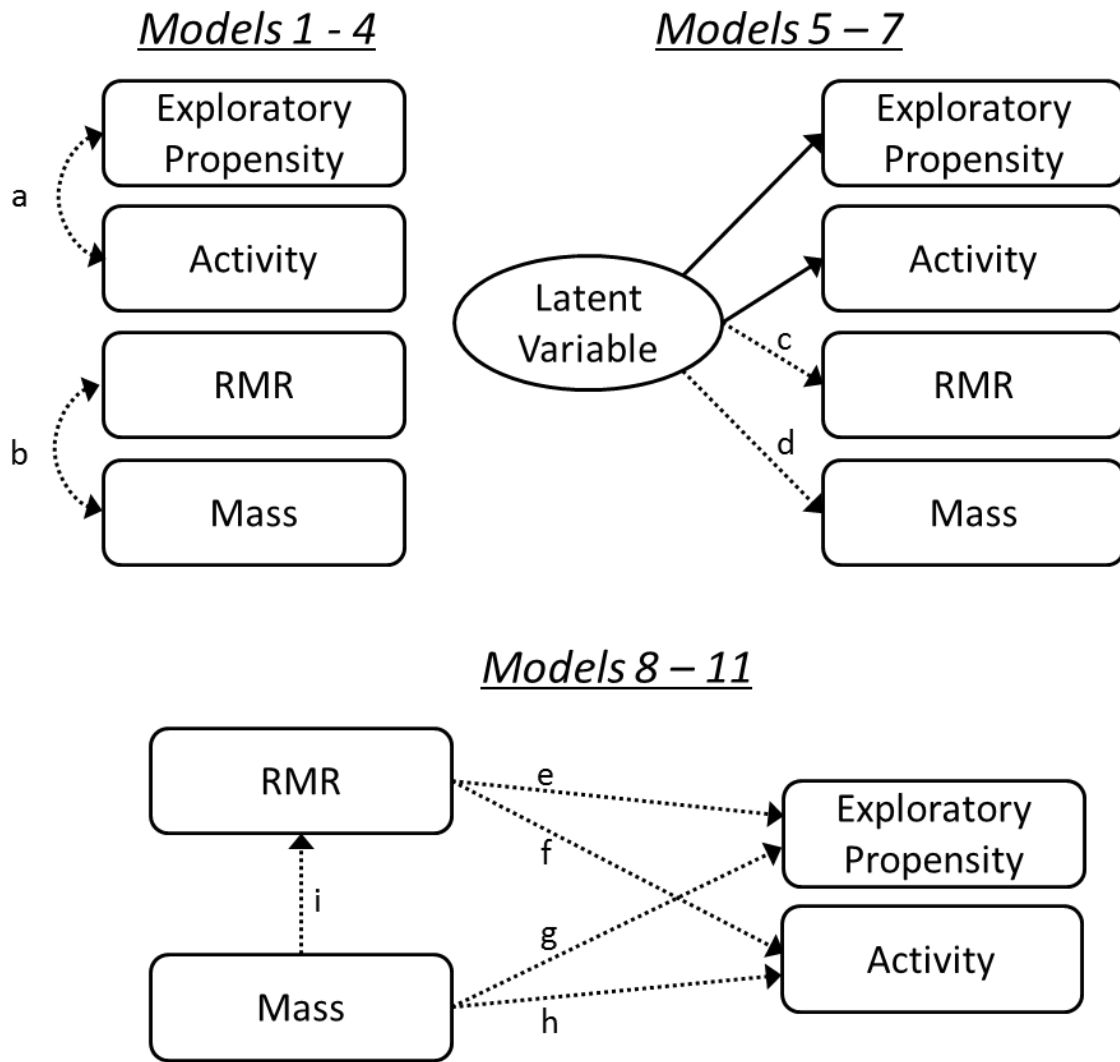 Models 1 - 4
Exploratory
Propensity
a
Activity
RMR
b
Mass
Models 5 – 7
Exploratory
Propensity
Activity
Latent
Variable
c
RMR
d
Mass
Models 8 – 11
RMR
e
Exploratory
Propensity
f
i
g
Activity
Mass
h